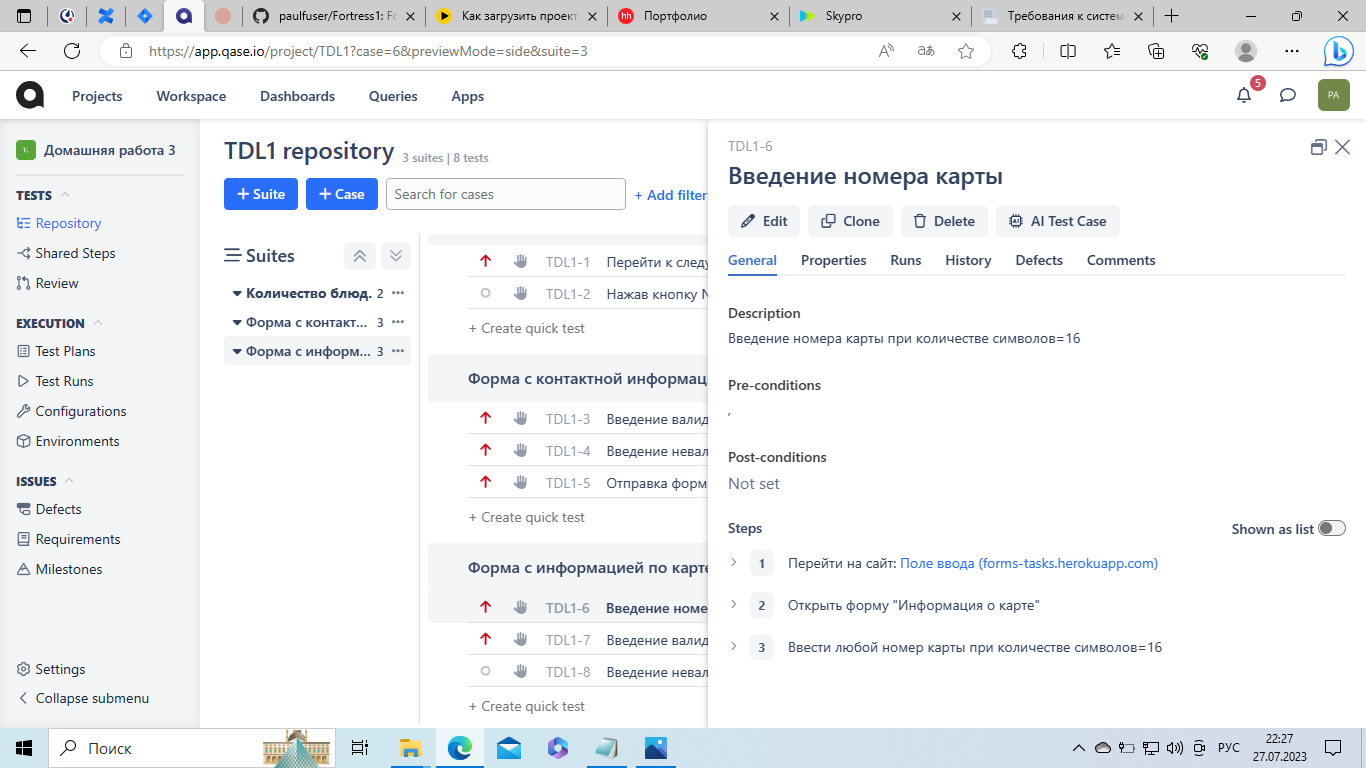 paulfuser/Fortress1: Fo
Как загрузить проект
hh
Портфолио
Skypro
Требования к систем
https://app.qase.io/project/TDL1?case=6&previewMode=side&suite=3
Projects
Workspace
Dashboards
Queries
Apps
5
PA
TL
Домашняя работа 3
TESTS
Repository
Shared Steps
Review
EXECUTION
Test Plans
Test Runs
Configurations
Environments
ISSUES
Defects
Requirements
Milestones
Settings
Collapse submenu
TDL1 repository
3 suites | 8 tests
+ Suite
+ Case
Search for cases
+ Add filter
Suites
Количество блюд. 2
Форма с контакт... 3
Форма с информ... 3
TDL1-1 Перейти к следу
TDL1-2 Нажав кнопку N
+ Create quick test
Форма с контактной информац
TDL1-3 Введение валид
TDL1-4 Введение невал
TDL1-5 Отправка форм
+ Create quick test
Форма с информацией по карте
TDL1-6 Введение номе
TDL1-7 Введение валид
TDL1-8 Введение невал
+ Create quick test
TDL1-6
Введение номера карты
Edit
Clone
Delete
AI Test Case
General
Properties
Runs
History
Defects
Comments
Description
Введение номера карты при количестве символов=16
Pre-conditions
,
Post-conditions
Not set
Steps
Shown as list
1 Перейти на сайт: Поле ввода (forms-tasks.herokuapp.com)
2 Открыть форму "Информация о карте"
3 Ввести любой номер карты при количестве символов=16
Поиск
РУС
22:27
27.07.2023